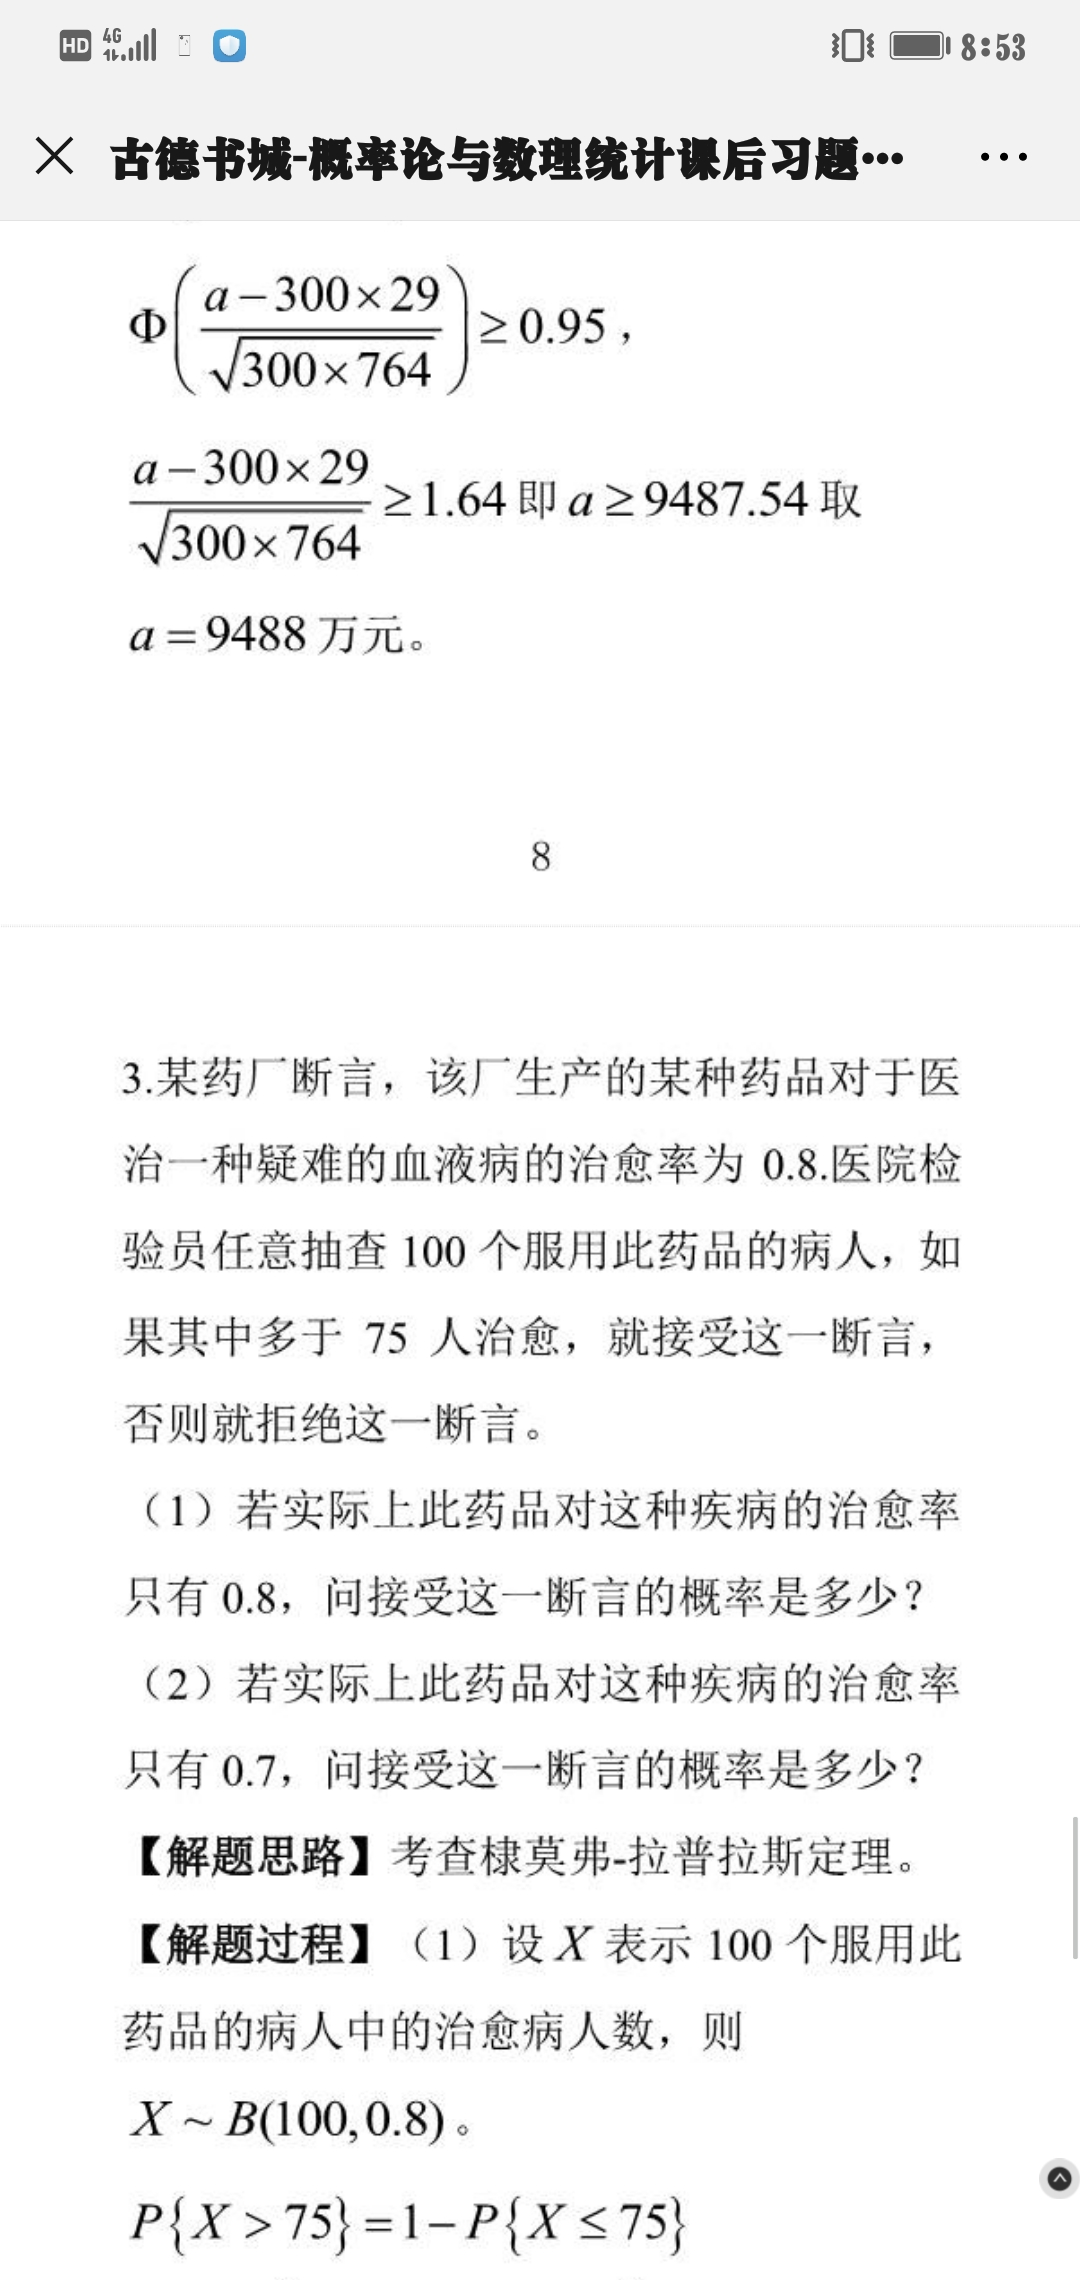 HD 4G 8:53
古德书城-概率论与数理统计课后习题···
Φ((a-300×29)/√(300×764))≥0.95，
(a-300×29)/√(300×764)≥1.64即a≥9487.54取
a=9488万元。
8
3.某药厂断言，该厂生产的某种药品对于医
治一种疑难的血液病的治愈率为 0.8.医院检
验员任意抽查 100 个服用此药品的病人，如
果其中多于 75 人治愈，就接受这一断言，
否则就拒绝这一断言。
（1）若实际上此药品对这种疾病的治愈率
只有 0.8，问接受这一断言的概率是多少？
（2）若实际上此药品对这种疾病的治愈率
只有 0.7，问接受这一断言的概率是多少？
【解题思路】考查棣莫弗-拉普拉斯定理。
【解题过程】（1）设 X 表示 100 个服用此
药品的病人中的治愈病人数，则
X ~ B(100,0.8)。
P{X>75}=1-P{X≤75}